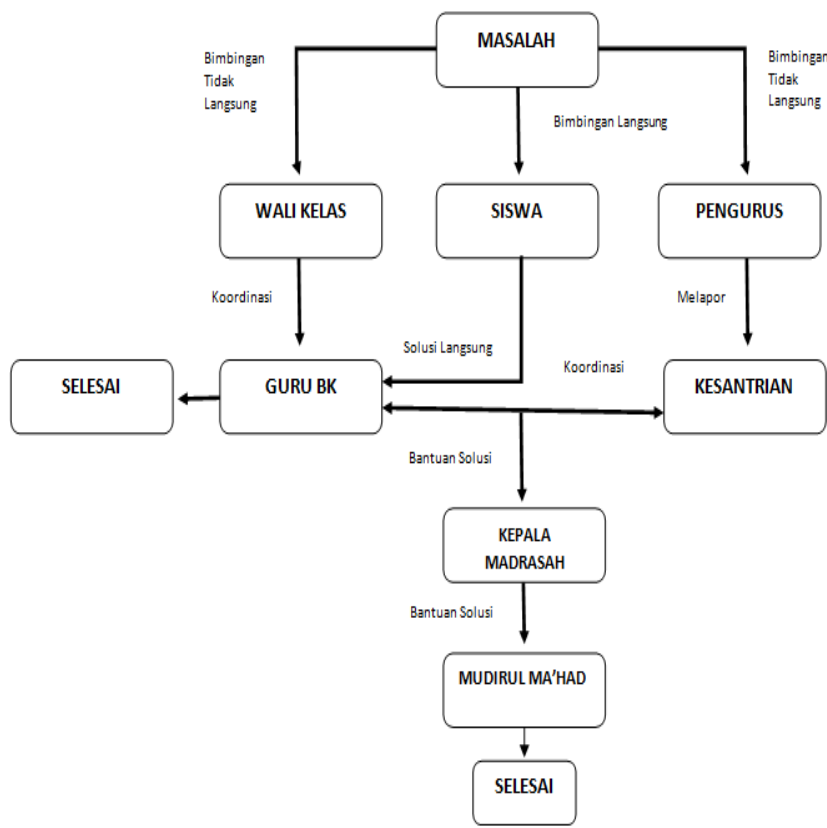 MASALAH
Bimbingan
Tidak
Langsung
Bimbingan Langsung
Bimbingan
Tidak
Langsung
WALI KELAS
SISWA
PENGURUS
Koordinasi
Melapor
Solusi Langsung
Koordinasi
SELESAI
GURU BK
KESANTRIAN
Bantuan Solusi
KEPALA
MADRASAH
Bantuan Solusi
MUDIRUL MA'HAD
SELESAI